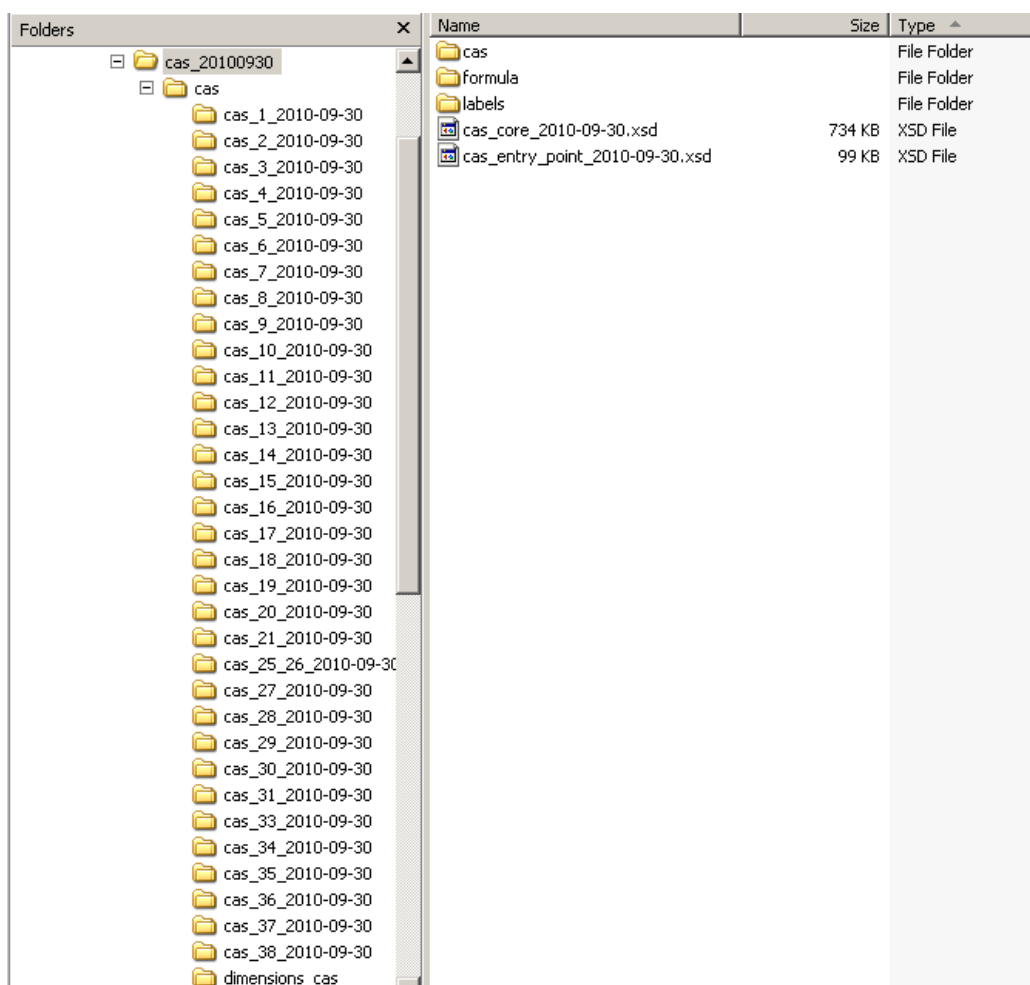 Folders
cas_20100930
cas
cas_1_2010-09-30
cas_2_2010-09-30
cas_3_2010-09-30
cas_4_2010-09-30
cas_5_2010-09-30
cas_6_2010-09-30
cas_7_2010-09-30
cas_8_2010-09-30
cas_9_2010-09-30
cas_10_2010-09-30
cas_11_2010-09-30
cas_12_2010-09-30
cas_13_2010-09-30
cas_14_2010-09-30
cas_15_2010-09-30
cas_16_2010-09-30
cas_17_2010-09-30
cas_18_2010-09-30
cas_19_2010-09-30
cas_20_2010-09-30
cas_21_2010-09-30
cas_25_26_2010-09-30
cas_27_2010-09-30
cas_28_2010-09-30
cas_29_2010-09-30
cas_30_2010-09-30
cas_31_2010-09-30
cas_33_2010-09-30
cas_34_2010-09-30
cas_35_2010-09-30
cas_36_2010-09-30
cas_37_2010-09-30
cas_38_2010-09-30
dimensions_cas
Name Size Type
cas File Folder
formula File Folder
labels File Folder
cas_core_2010-09-30.xsd 734 KB XSD File
cas_entry_point_2010-09-30.xsd 99 KB XSD File